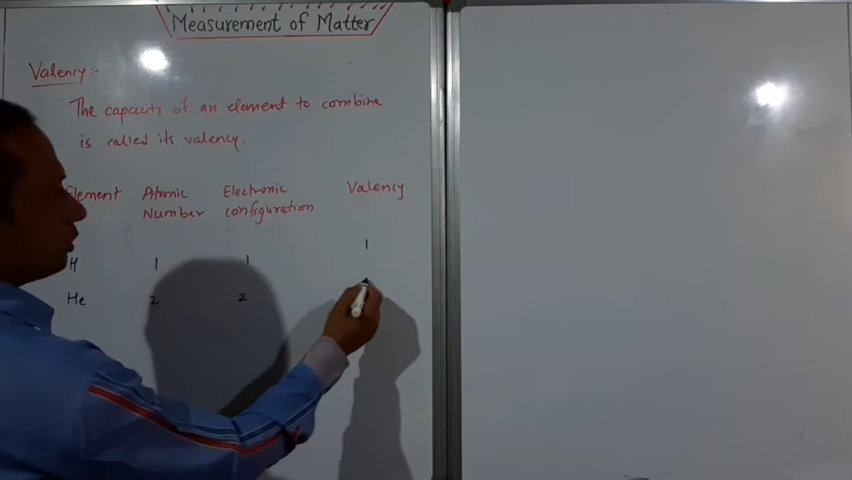 Measurement of Matter
Valency :-
The capacity of an element to combine
is called its valency.
Element Atomic Number Electronic configuration Valency
H 1 1 1
He 2 2